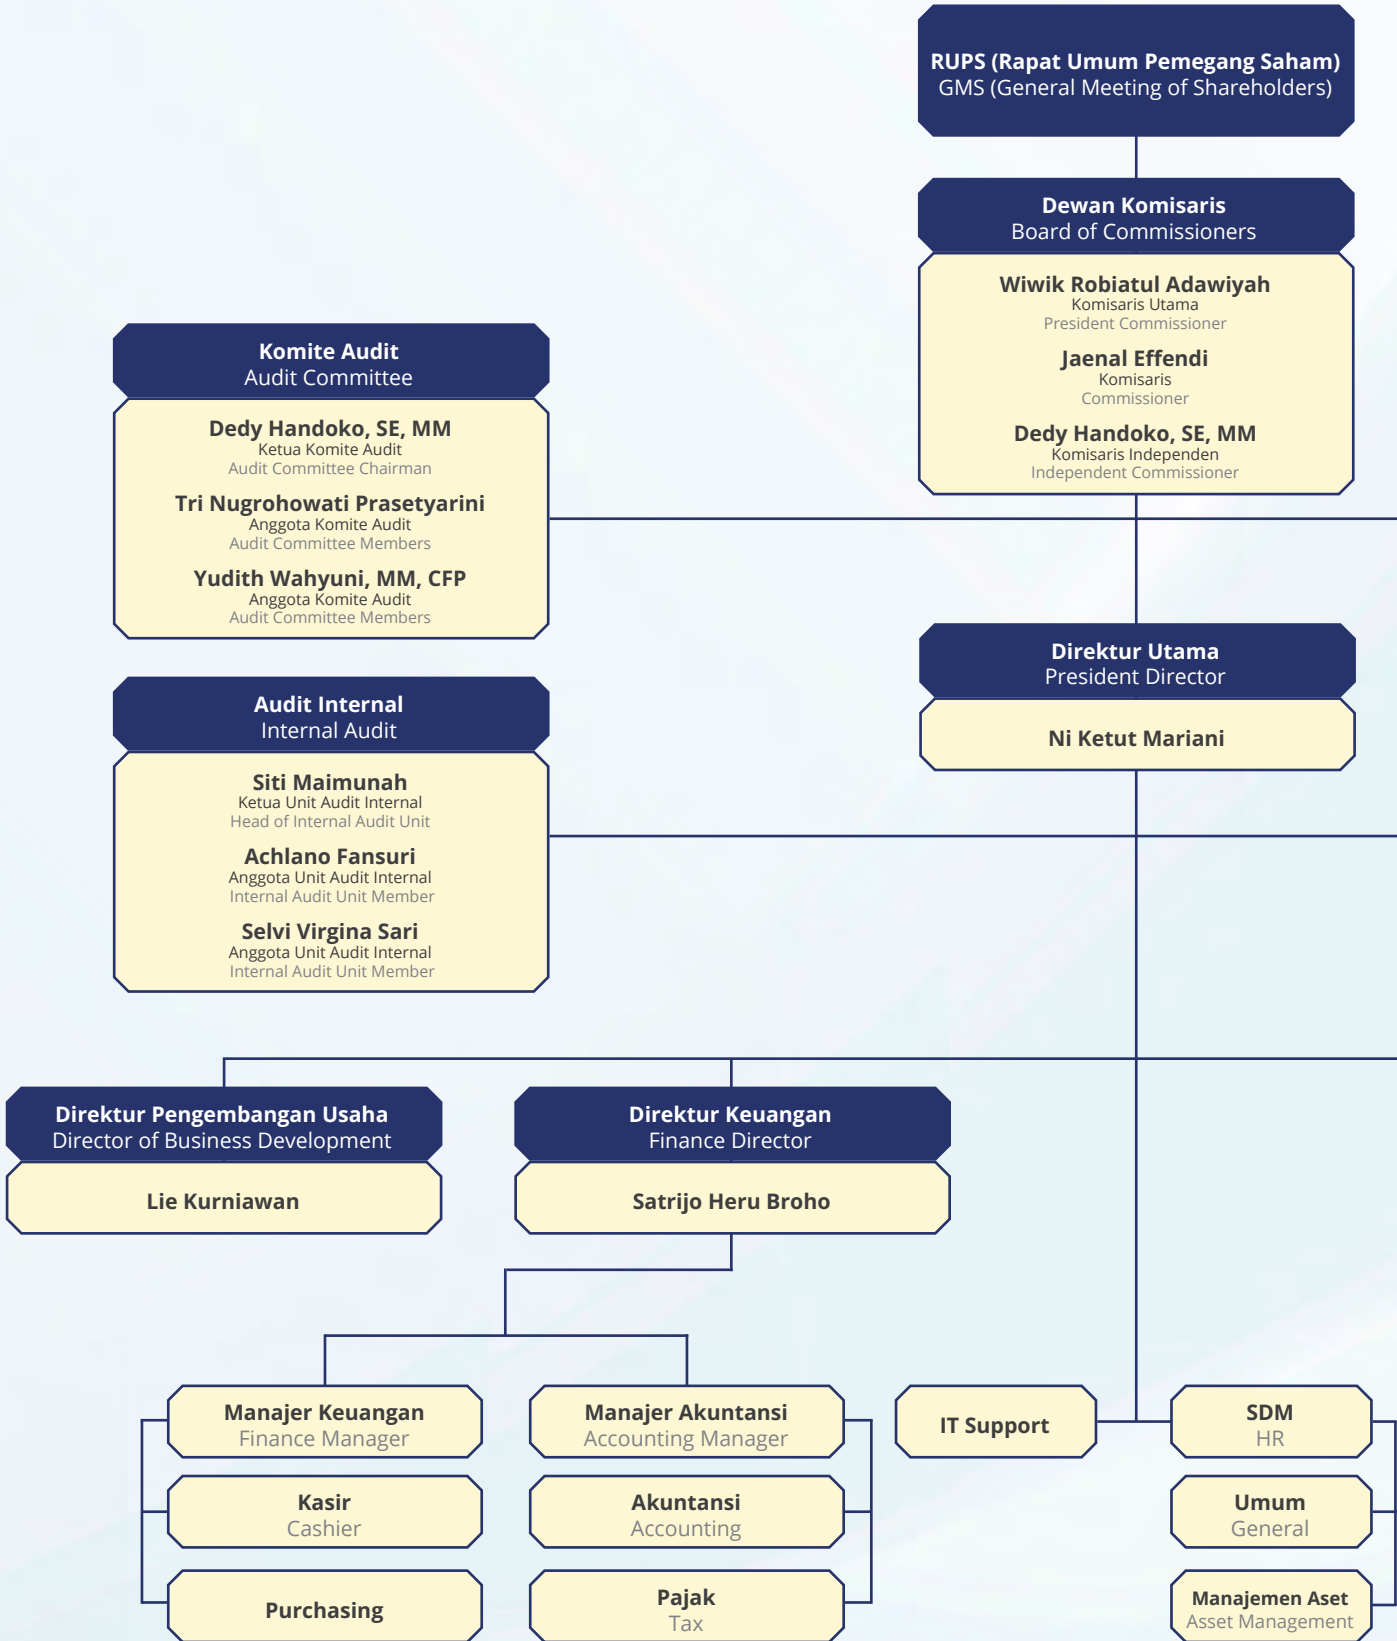 RUPS (Rapat Umum Pemegang Saham)
GMS (General Meeting of Shareholders)
Dewan Komisaris
Board of Commissioners
Wiwik Robiatul Adawiyah
Komisaris Utama
President Commissioner
Jaenal Effendi
Komisaris
Commissioner
Dedy Handoko, SE, MM
Komisaris Independen
Independent Commissioner
Komite Audit
Audit Committee
Dedy Handoko, SE, MM
Ketua Komite Audit
Audit Committee Chairman
Tri Nugrohowati Prasetyarini
Anggota Komite Audit
Audit Committee Members
Yudith Wahyuni, MM, CFP
Anggota Komite Audit
Audit Committee Members
Direktur Utama
President Director
Ni Ketut Mariani
Audit Internal
Internal Audit
Siti Maimunah
Ketua Unit Audit Internal
Head of Internal Audit Unit
Achlano Fansuri
Anggota Unit Audit Internal
Internal Audit Unit Member
Selvi Virgina Sari
Anggota Unit Audit Internal
Internal Audit Unit Member
Direktur Pengembangan Usaha
Director of Business Development
Lie Kurniawan
Direktur Keuangan
Finance Director
Satrijo Heru Broho
Manajer Keuangan
Finance Manager
Kasir
Cashier
Purchasing
Manajer Akuntansi
Accounting Manager
Akuntansi
Accounting
Pajak
Tax
IT Support
SDM
HR
Umum
General
Manajemen Aset
Asset Management